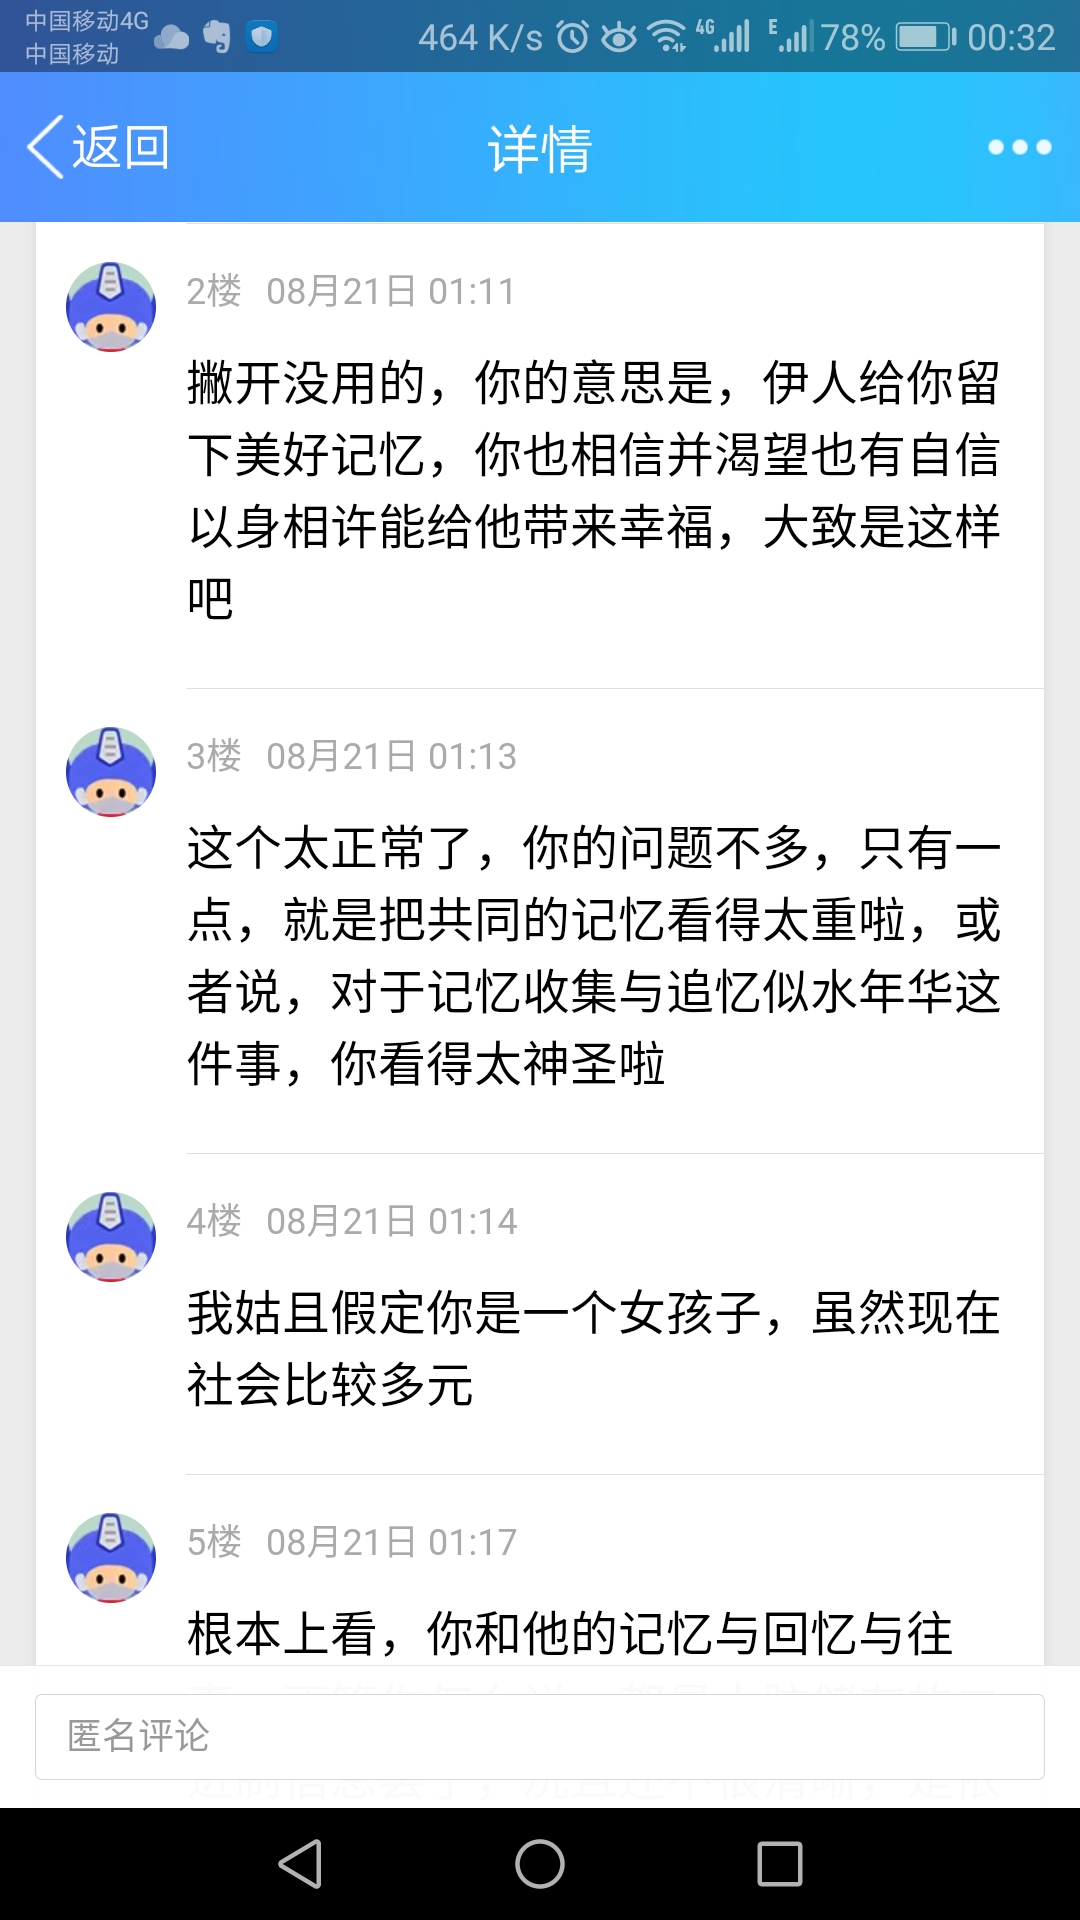 中国移动4G
中国移动
464 K/s
4G
E
78%
00:32
返回
详情
2楼 08月21日 01:11
撇开没用的，你的意思是，伊人给你留
下美好记忆，你也相信并渴望也有自信
以身相许能给他带来幸福，大致是这样
吧
3楼 08月21日 01:13
这个太正常了，你的问题不多，只有一
点，就是把共同的记忆看得太重啦，或
者说，对于记忆收集与追忆似水年华这
件事，你看得太神圣啦
4楼 08月21日 01:14
我姑且假定你是一个女孩子，虽然现在
社会比较多元
5楼 08月21日 01:17
根本上看，你和他的记忆与回忆与往
匿名评论